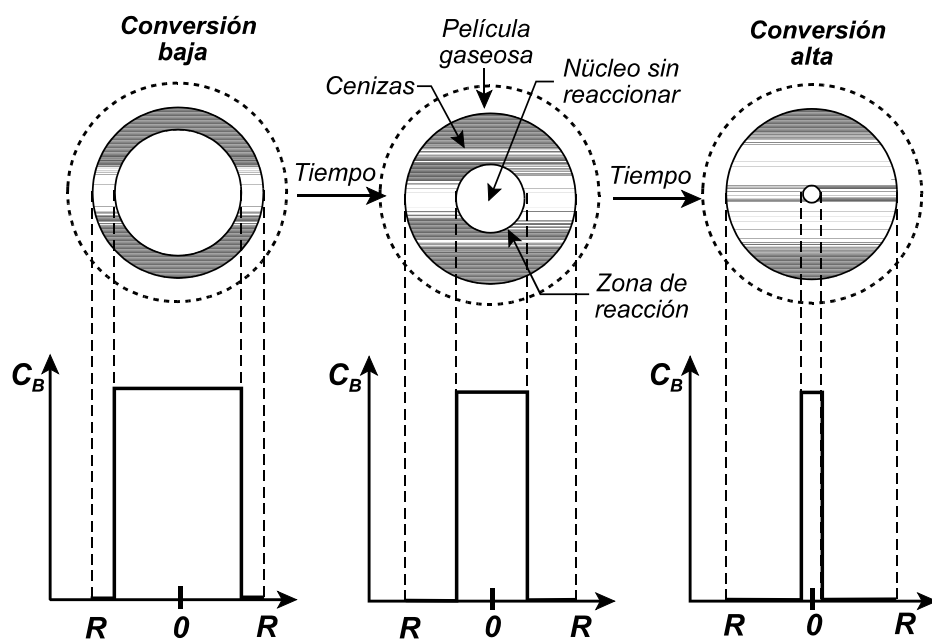 Conversión
baja
Película
gaseosa
Cenizas
Núcleo sin
reaccionar
Conversión
alta
Tiempo
Tiempo
Zona de
reacción
C_B
C_B
C_B
R 0 R
R 0 R
R 0 R